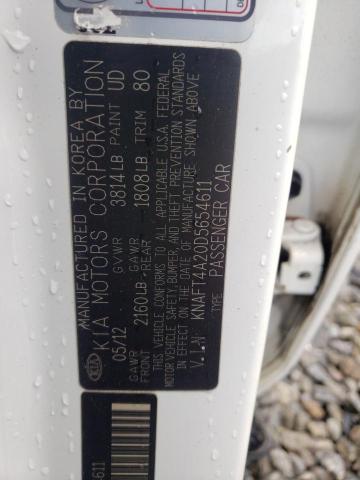 MANUFACTURED IN KOREA BY
KIA MOTORS CORPORATION
05/12 GVWR 3814LB PAINT UD
GAWR FRONT 2160LB GAWR REAR 1808LB TRIM 80
THIS VEHICLE CONFORMS TO ALL APPLICABLE U.S.A. FEDERAL
MOTOR VEHICLE SAFETY, BUMPER, AND THEFT PREVENTION STANDARDS
IN EFFECT ON THE DATE OF MANUFACTURE SHOWN ABOVE
V.I.N: KNAFT4A20D5654611
TYPE: PASSENGER CAR
KIA
4611